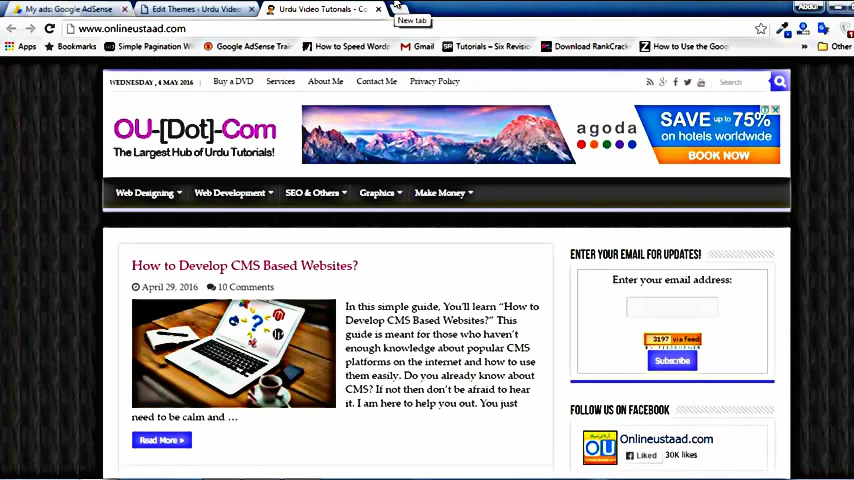 My ads: Google AdSense
Edit Themes ‹ Urdu Video
Urdu Video Tutorials - Co
Abdul
New tab
www.onlineustaad.com
Apps
Bookmarks
Simple Pagination W
Google AdSense Train
How to Speed Wordp
Gmail
Tutorials – Six Revisio
Download RankCrack
How to Use the Goo
Other
WEDNESDAY , 4 MAY 2016
Buy a DVD
Services
About Me
Contact Me
Privacy Policy
Search
OU-[Dot]-Com
The Largest Hub of Urdu Tutorials!
agoda
SAVE up to 75%
on hotels worldwide
BOOK NOW
Web Designing
Web Development
SEO & Others
Graphics
Make Money
How to Develop CMS Based Websites?
April 29, 2016
10 Comments
In this simple guide, You'll learn “How to
Develop CMS Based Websites?” This
guide is meant for those who haven't
enough knowledge about popular CMS
platforms on the internet and how to use
them easily. Do you already know about
CMS? If not then don't be afraid to hear
it. I am here to help you out. You just
need to be calm and …
Read More »
ENTER YOUR EMAIL FOR UPDATES!
Enter your email address:
3197 via feed
Subscribe
FOLLOW US ON FACEBOOK
OU
Onlineustaad.com
Liked
30K likes